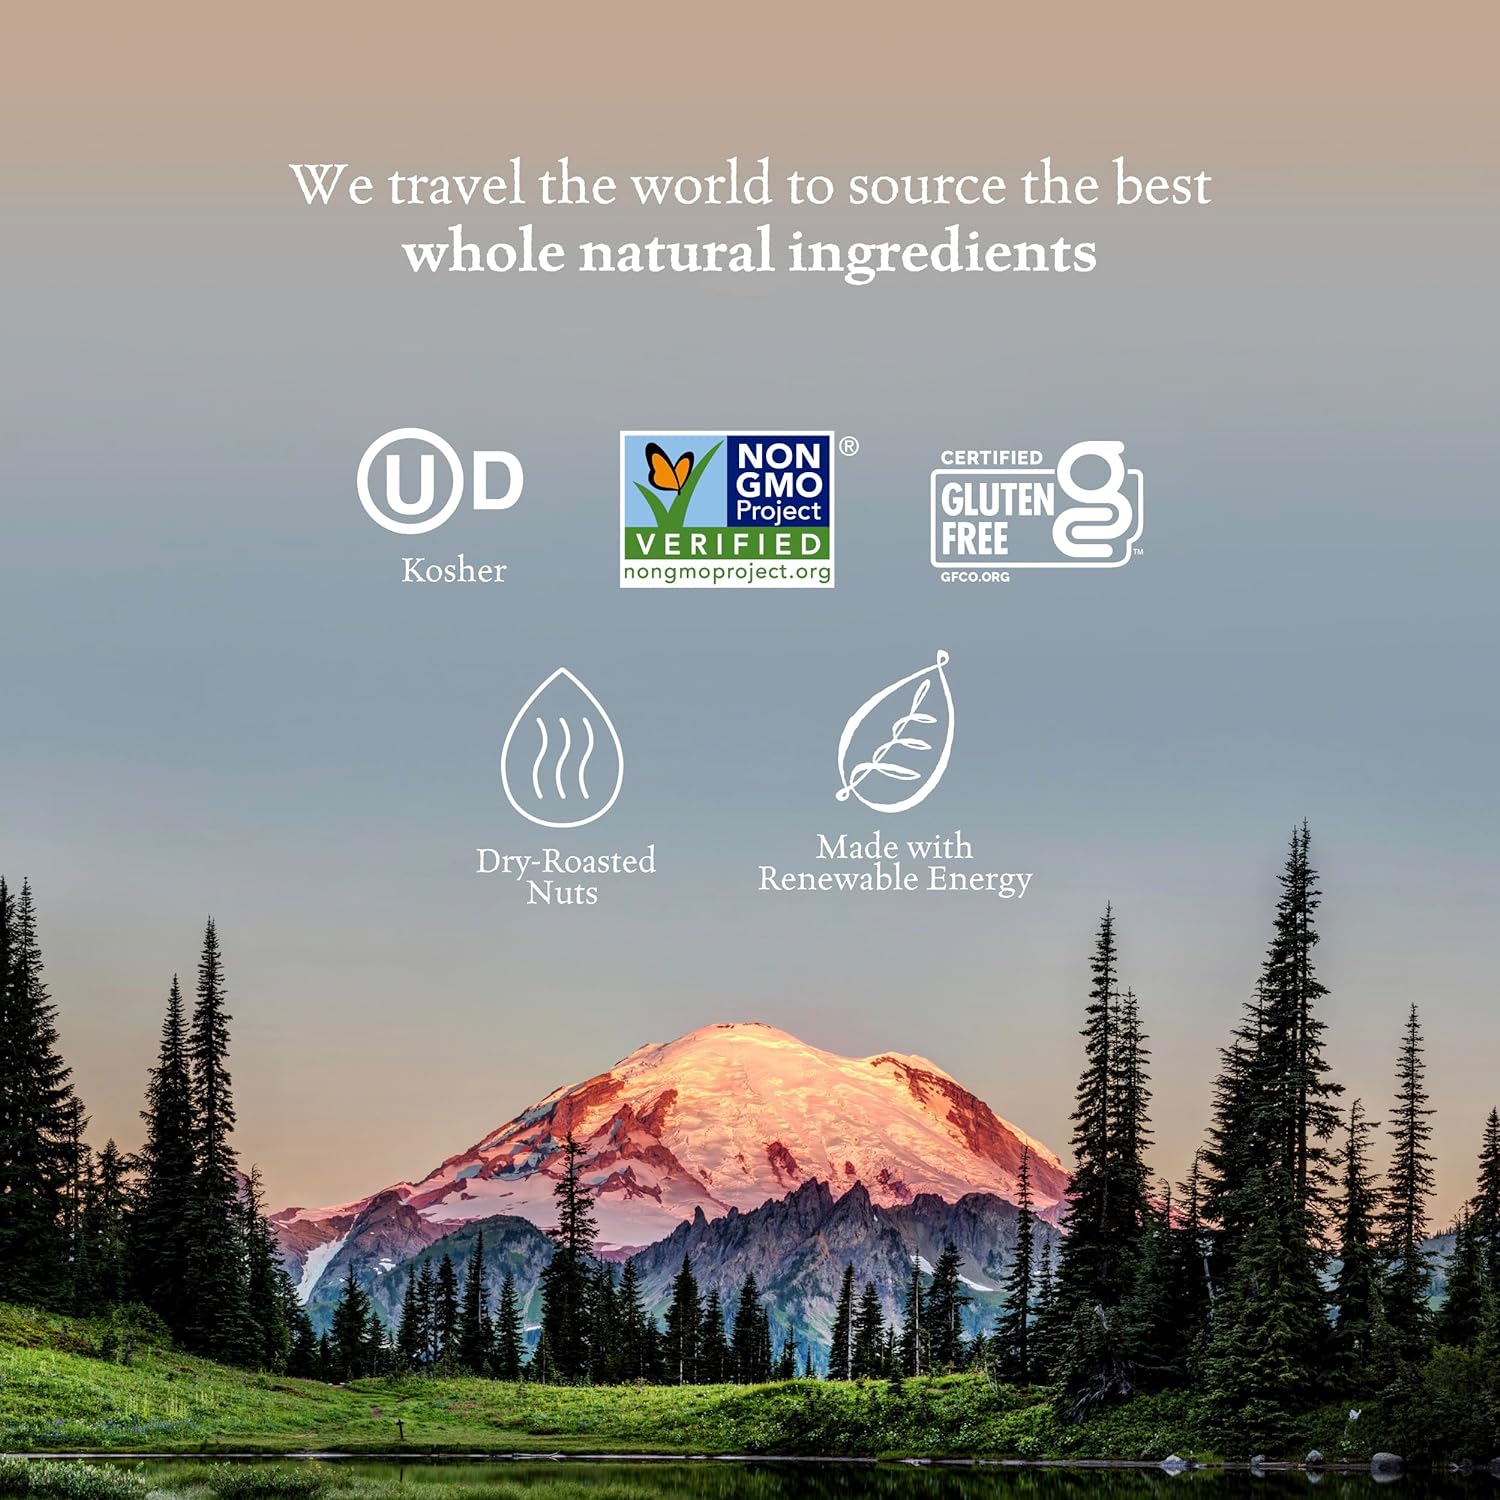 We travel the world to source the best
whole natural ingredients
U D
Kosher
NON
GMO
Project
VERIFIED
nongmoproject.org
®
CERTIFIED
GLUTEN
FREE
g
™
GFCO.ORG
Dry-Roasted
Nuts
Made with
Renewable Energy